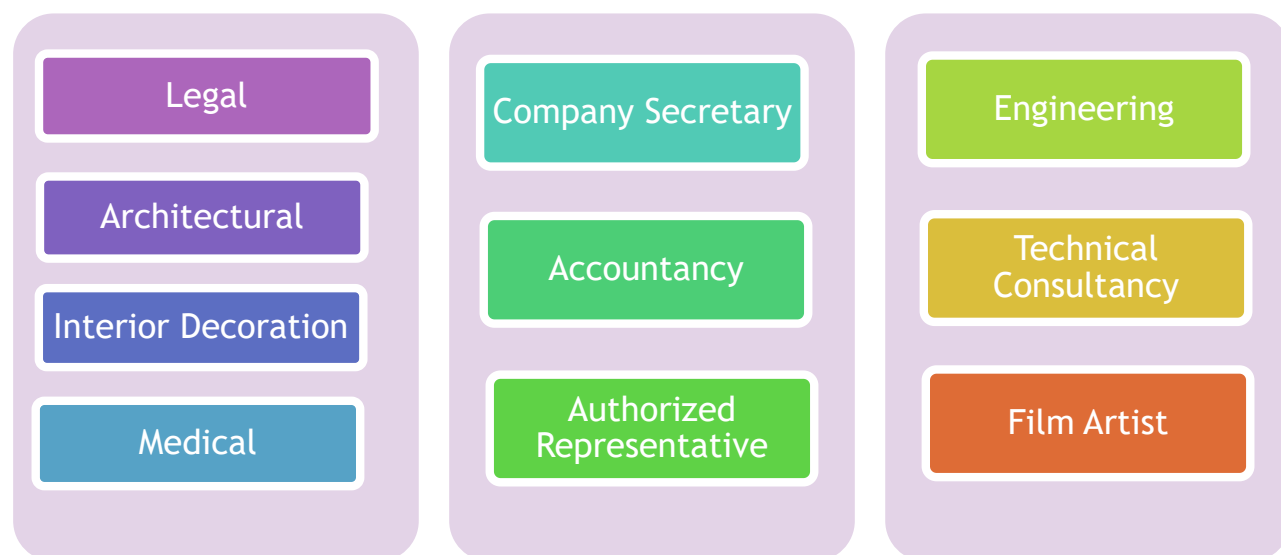 Legal
Architectural
Interior Decoration
Medical
Company Secretary
Accountancy
Authorized
Representative
Engineering
Technical
Consultancy
Film Artist